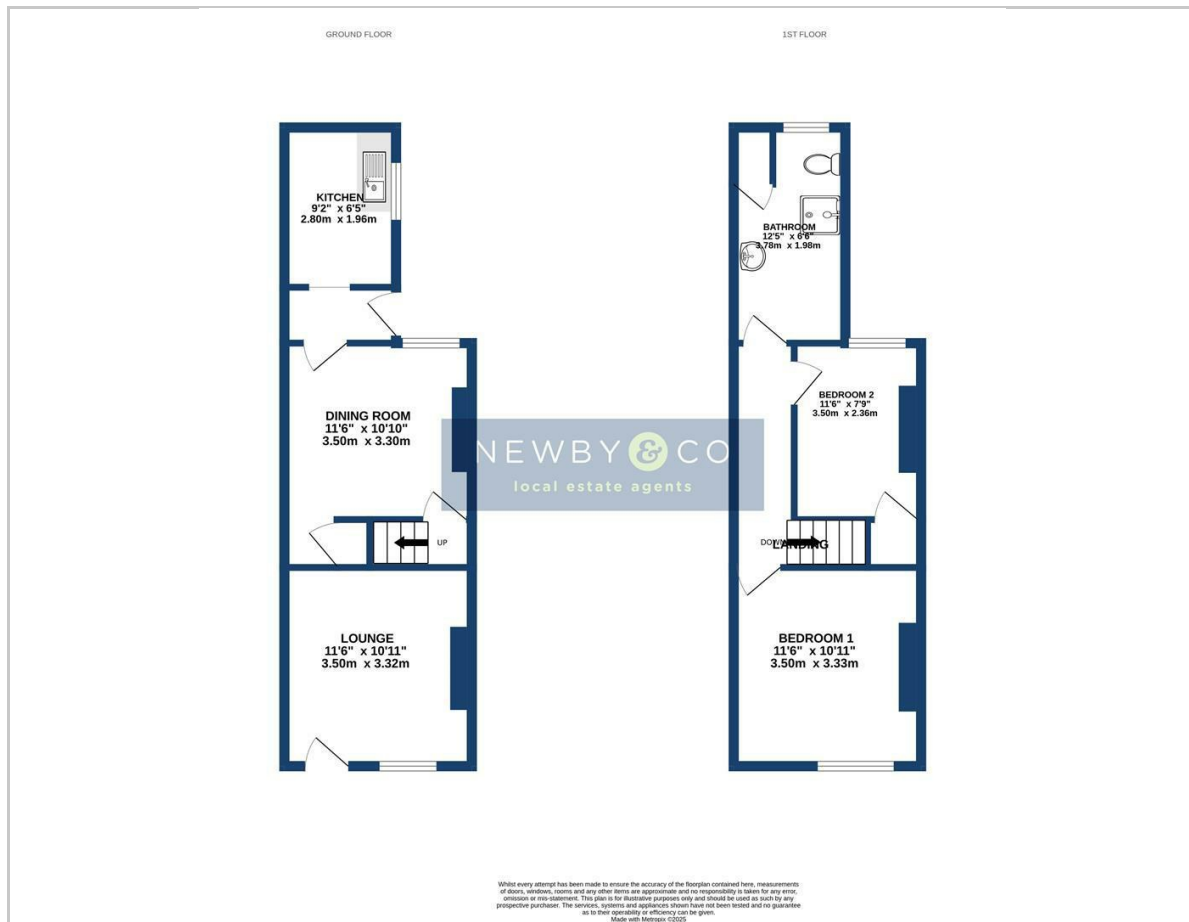 GROUND FLOOR
1ST FLOOR
KITCHEN
9'2" x 6'5"
2.80m x 1.96m
BATHROOM
12'5" x 6'6"
3.78m x 1.98m
DINING ROOM
11'6" x 10'10"
3.50m x 3.30m
BEDROOM 2
11'6" x 7'9"
3.50m x 2.36m
NEWBY & CO
local estate agents
UP
DOWN
LANDING
LOUNGE
11'6" x 10'11"
3.50m x 3.32m
BEDROOM 1
11'6" x 10'11"
3.50m x 3.33m
Whilst every attempt has been made to ensure the accuracy of the floorplan contained here, measurements
of doors, windows, rooms and any other items are approximate and no responsibility is taken for any error,
omission or mis-statement. This plan is for illustrative purposes only and should be used as such by any
prospective purchaser. The services, systems and appliances shown have not been tested and no guarantee
as to their operability or efficiency can be given.
Made with Metropix ©2025